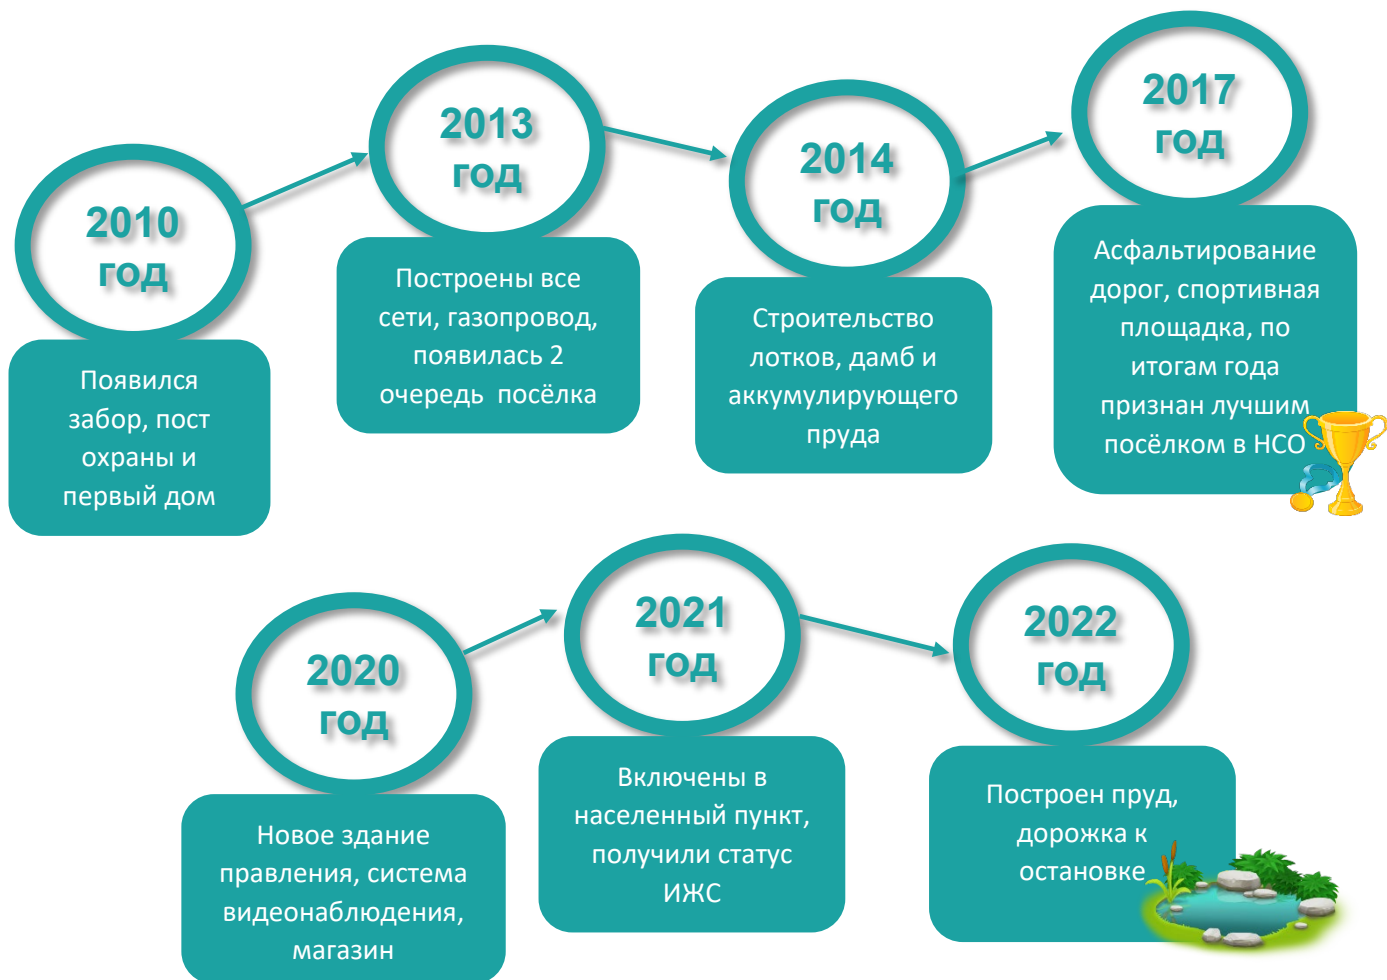 2010
год
Появился
забор, пост
охраны и
первый дом
2013
год
Построены все
сети, газопровод,
появилась 2
очередь посёлка
2014
год
Строительство
лотков, дамб и
аккумулирующего
пруда
2017
год
Асфальтирование
дорог, спортивная
площадка, по
итогам года
признан лучшим
посёлком в НСО
2020
год
Новое здание
правления, система
видеонаблюдения,
магазин
2021
год
Включены в
населенный пункт,
получили статус
ИЖС
2022
год
Построен пруд,
дорожка к
остановке